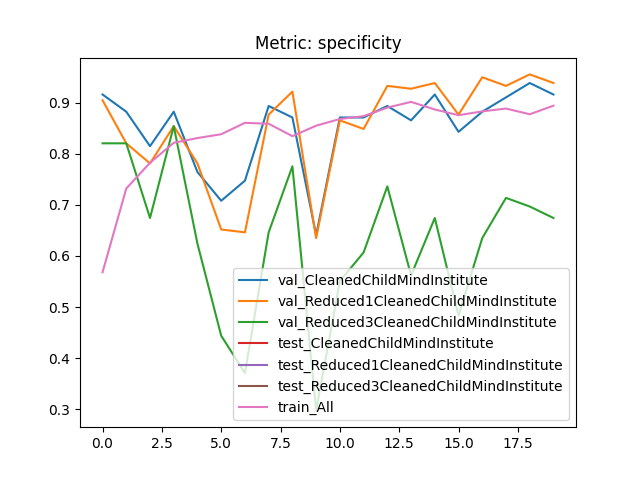 Metric: specificity
0.9
0.8
0.7
0.6
0.5
0.4
0.3
val_CleanedChildMindInstitute
val_Reduced1CleanedChildMindInstitute
val_Reduced3CleanedChildMindInstitute
test_CleanedChildMindInstitute
test_Reduced1CleanedChildMindInstitute
test_Reduced3CleanedChildMindInstitute
train_All
0.0 2.5 5.0 7.5 10.0 12.5 15.0 17.5